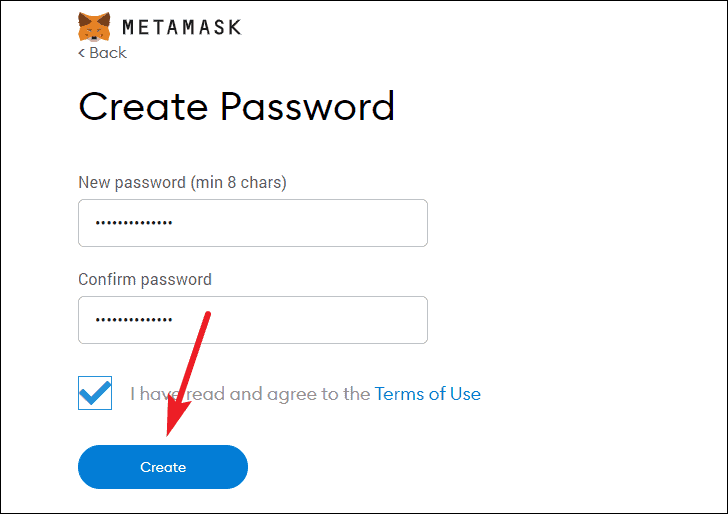 METAMASK
< Back
Create Password
New password (min 8 chars)
••••••••••••••
Confirm password
••••••••••••••
I have read and agree to the Terms of Use
Create